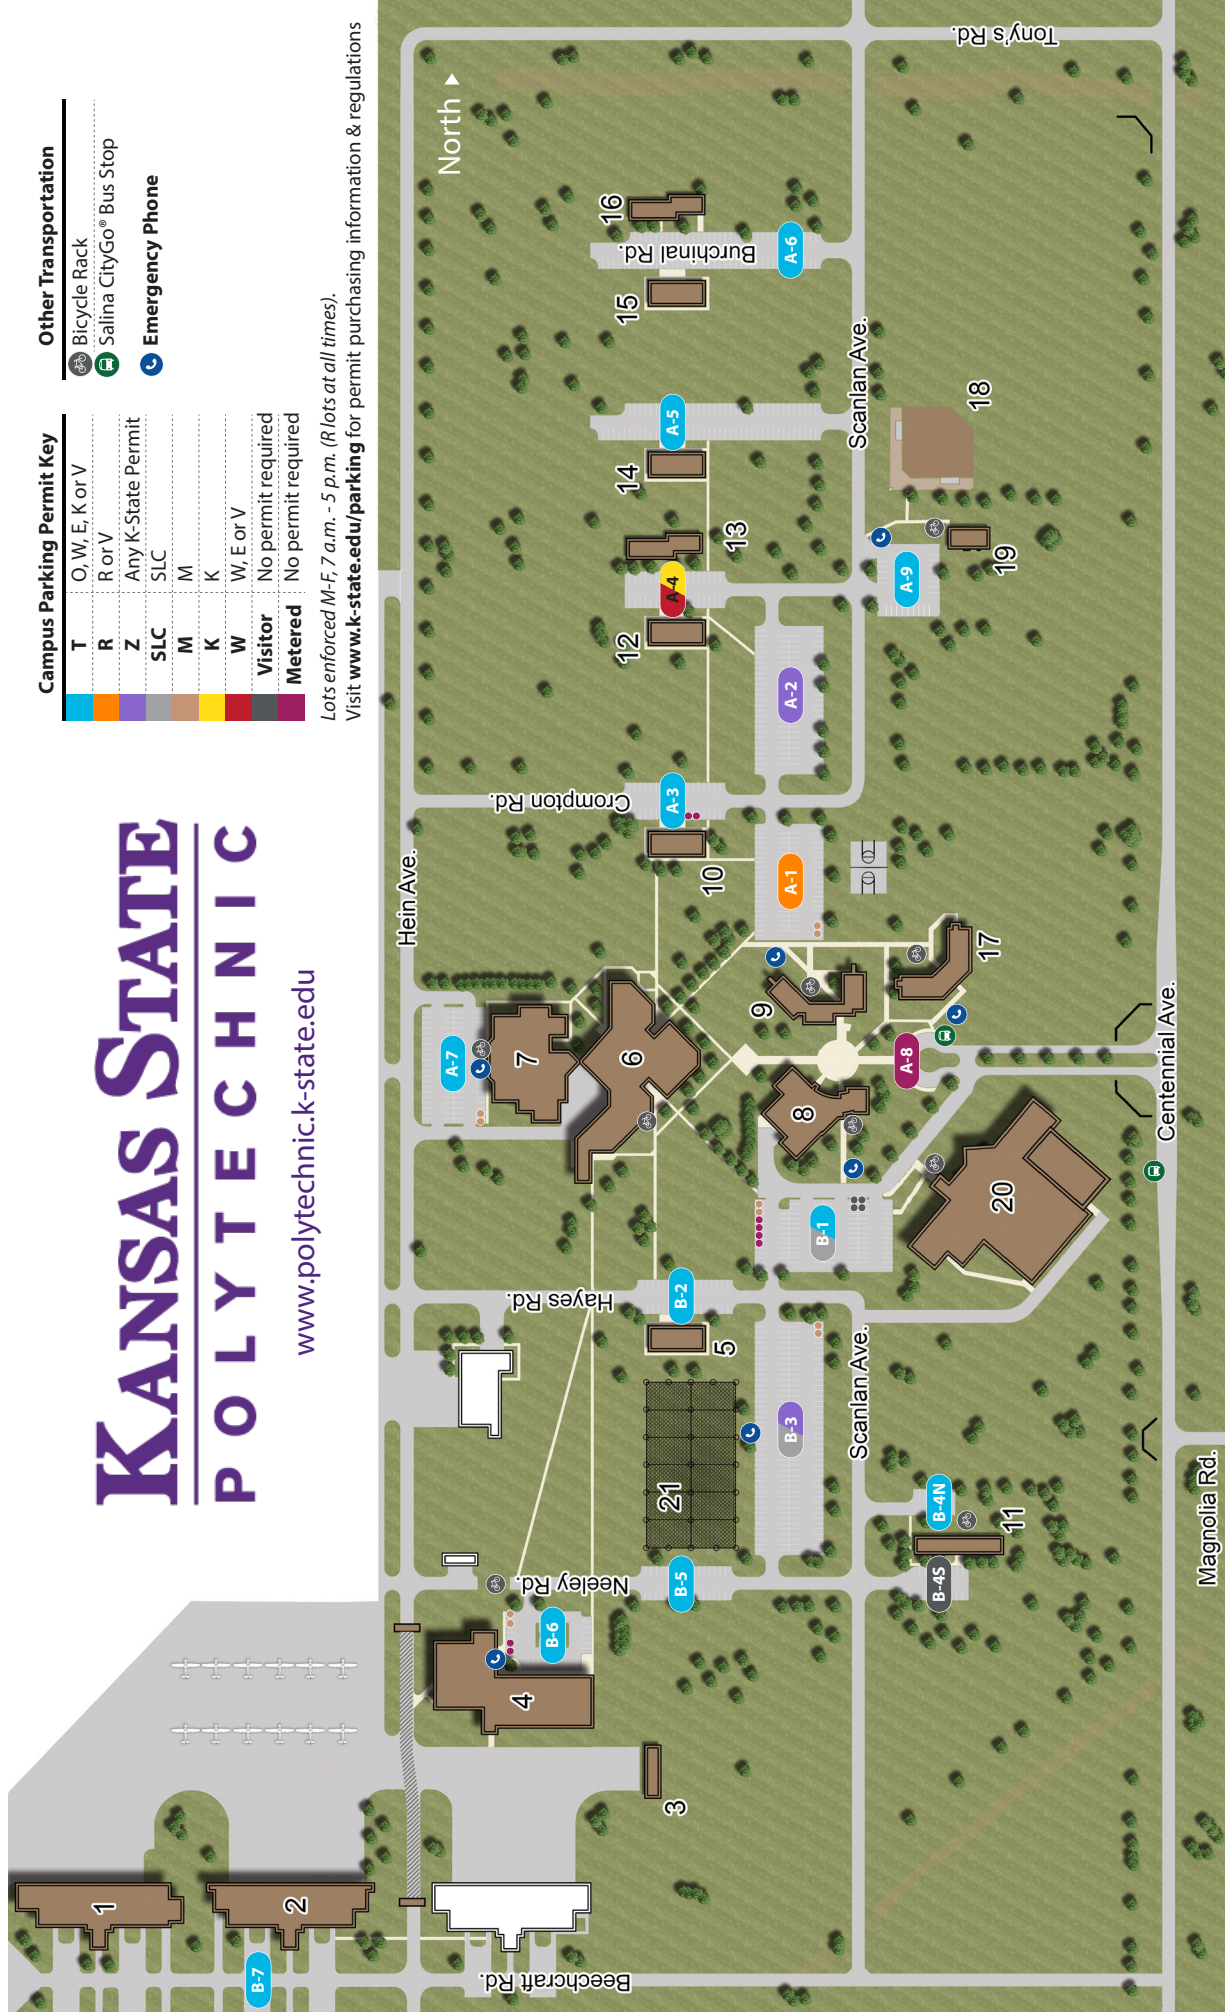 KANSAS STATE
POLYTECHNIC
www.polytechnic.k-state.edu
Campus Parking Permit Key
T O, W, E, K or V
R R or V
Z Any K-State Permit
SLC SLC
M M
K K
W W, E or V
Visitor No permit required
Metered No permit required
Other Transportation
Bicycle Rack
Salina CityGo® Bus Stop
Emergency Phone
Lots enforced M-F, 7 a.m. - 5 p.m. (R lots at all times).
Visit www.k-state.edu/parking for permit purchasing information & regulations
North
Hein Ave.
Tony's Rd.
Burchinal Rd.
Crompton Rd.
Hayes Rd.
Neeley Rd.
Beechcraft Rd.
Scanlan Ave.
Scanlan Ave.
Centennial Ave.
Magnolia Rd.
1
2
3
4
5
6
7
8
9
10
11
12
13
14
15
16
17
18
19
20
21
A-1
A-2
A-3
A-4
A-5
A-6
A-7
A-8
A-9
B-1
B-2
B-3
B-4N
B-4S
B-5
B-6
B-7